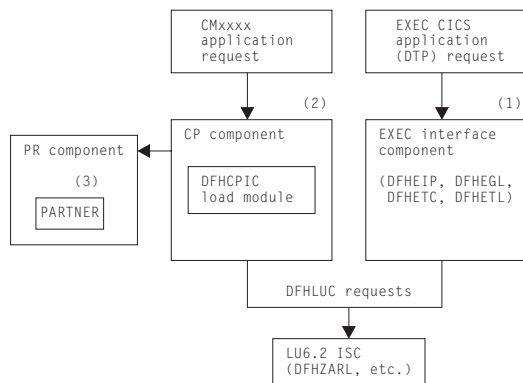 CMxxxx
application
request
EXEC CICS
application
(DTP) request
(2)
(1)
PR component
(3)
PARTNER
CP component
DFHCPIC
load module
EXEC interface
component
(DFHEIP, DFHEGL,
DFHETC, DFHETL)
DFHLUC requests
LU6.2 ISC
(DFHZARL, etc.)